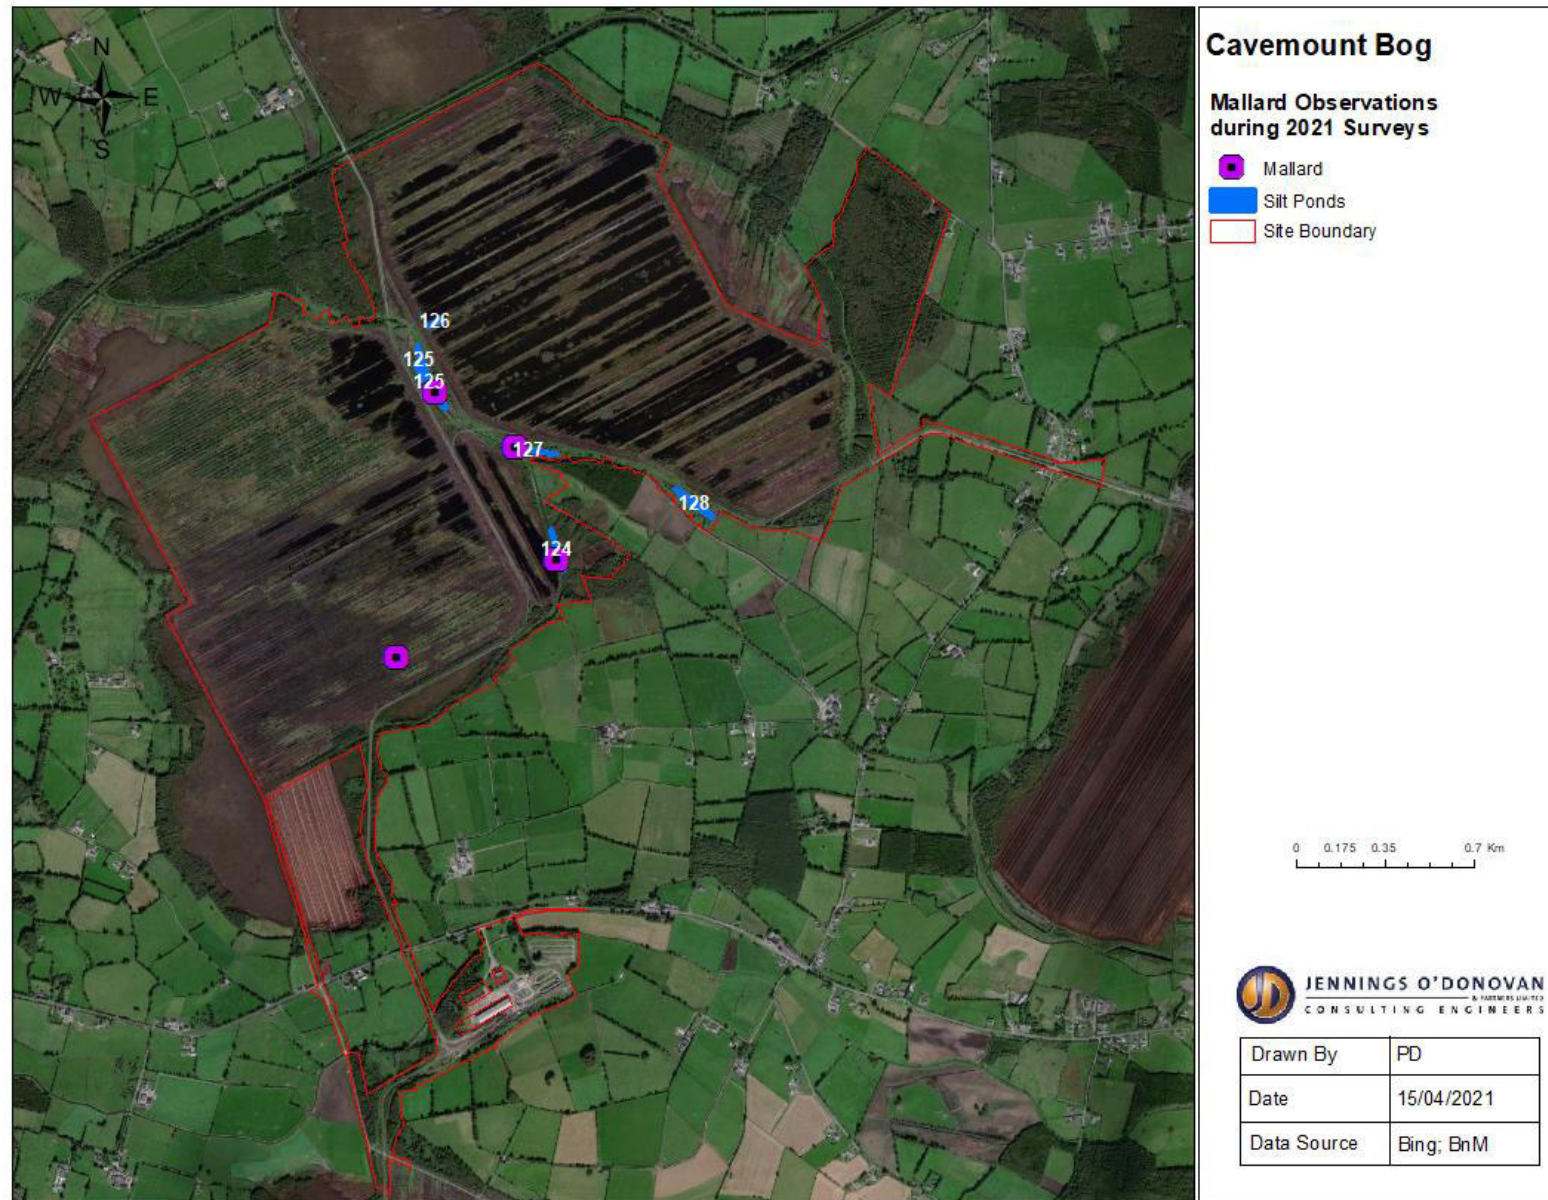 N
W E
S
126
125
125
127
128
124
Cavemount Bog
Mallard Observations
during 2021 Surveys
Mallard
Silt Ponds
Site Boundary
0 0.175 0.35 0.7 Km
JENNINGS O'DONOVAN
& PARTNERS LIMITED
CONSULTING ENGINEERS
Drawn By PD
Date 15/04/2021
Data Source Bing; BnM